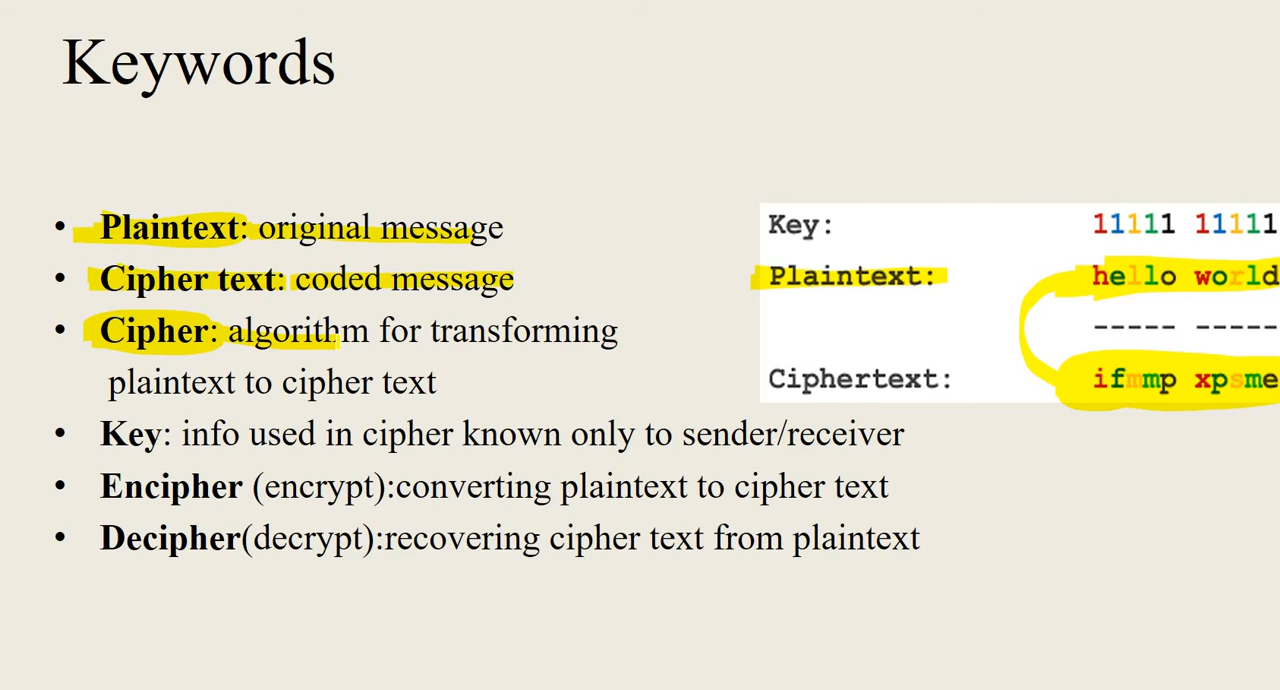 Keywords
• Plaintext: original message
• Cipher text: coded message
• Cipher: algorithm for transforming
plaintext to cipher text
• Key: info used in cipher known only to sender/receiver
• Encipher (encrypt):converting plaintext to cipher text
• Decipher(decrypt):recovering cipher text from plaintext
Key: 11111 11111
Plaintext: hello world
----- -----
Ciphertext: ifmmp xpsme